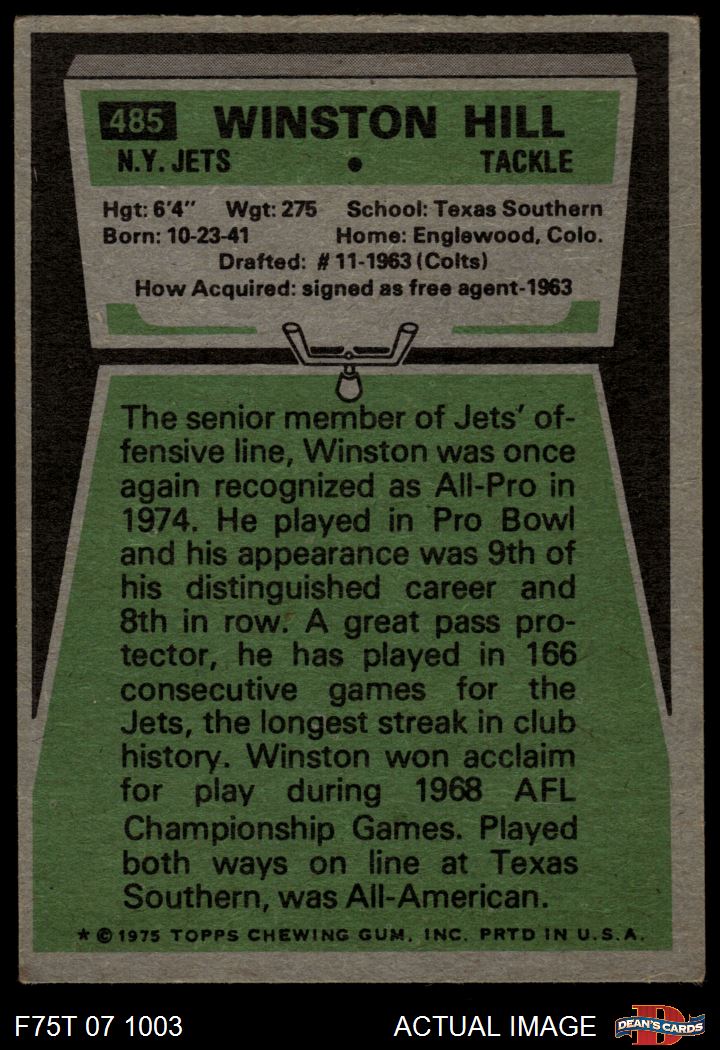 485 WINSTON HILL
N.Y. JETS • TACKLE
Hgt: 6'4" Wgt: 275 School: Texas Southern
Born: 10-23-41 Home: Englewood, Colo.
Drafted: #11-1963 (Colts)
How Acquired: signed as free agent-1963
The senior member of Jets' of-
fensive line, Winston was once
again recognized as All-Pro in
1974. He played in Pro Bowl
and his appearance was 9th of
his distinguished career and
8th in row. A great pass pro-
tector, he has played in 166
consecutive games for the
Jets, the longest streak in club
history. Winston won acclaim
for play during 1968 AFL
Championship Games. Played
both ways on line at Texas
Southern, was All-American.
* © 1975 TOPPS CHEWING GUM, INC. PRTD IN U.S.A.
F75T 07 1003 ACTUAL IMAGE D DEAN'S CARDS